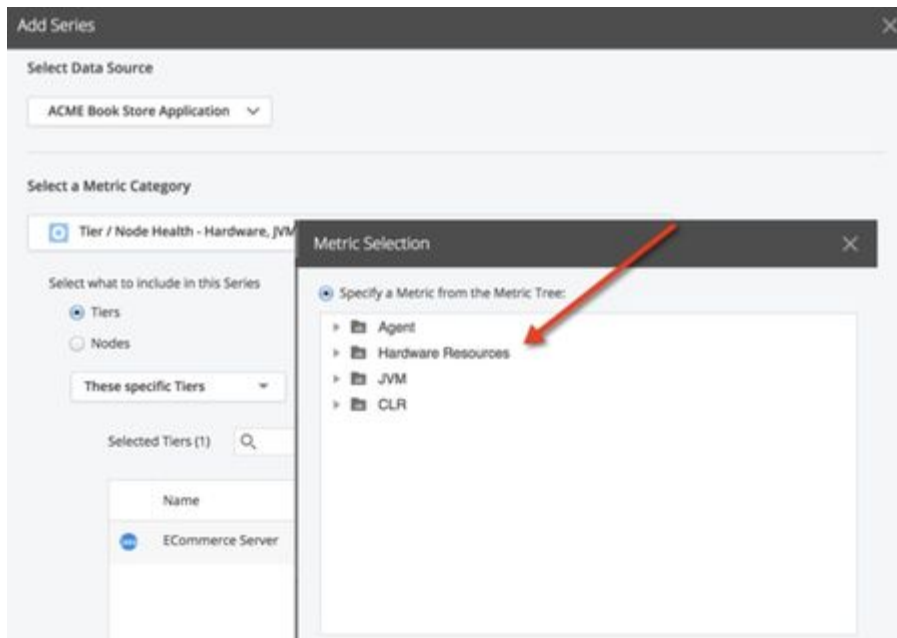 Add Series
Select Data Source
ACME Book Store Application
Select a Metric Category
Tier / Node Health - Hardware, JVM
Select what to include in this Series
Tiers
Nodes
These specific Tiers
Selected Tiers (1)
Name
ECommerce Server
Metric Selection
Specify a Metric from the Metric Tree:
Agent
Hardware Resources
JVM
CLR